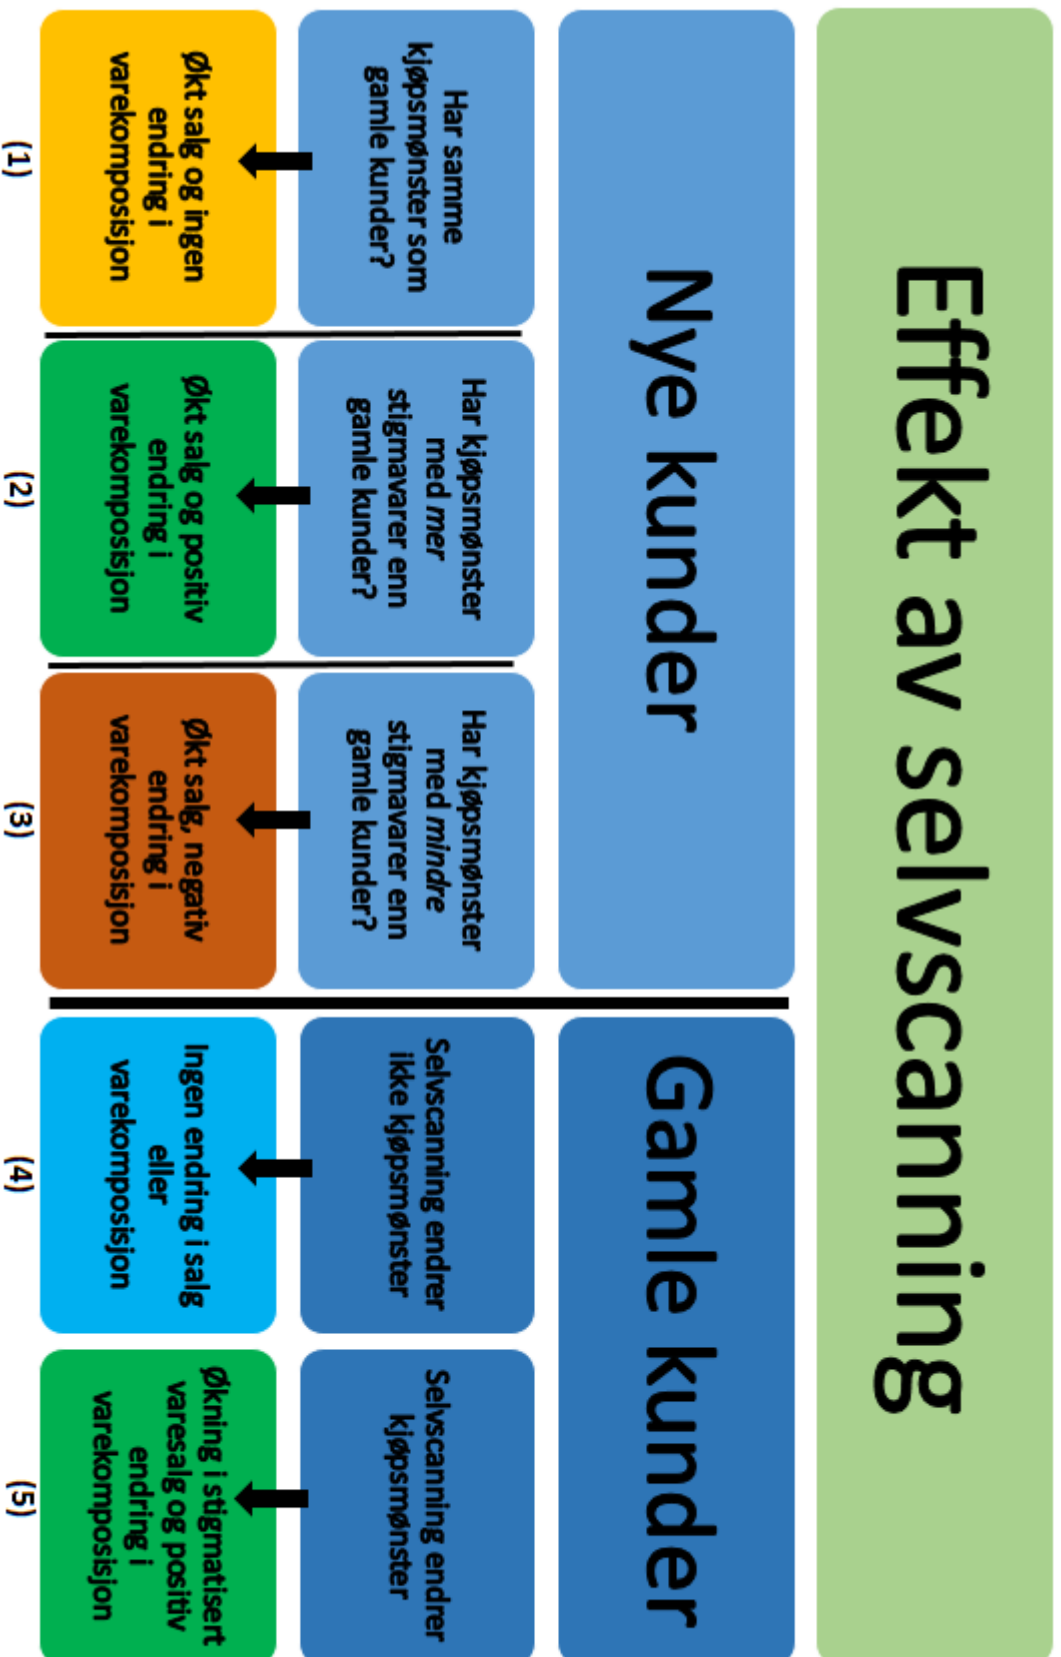 Effekt av selvscanning
Nye kunder
Gamle kunder
Har samme
kjøpsmønster som
gamle kunder?
Har kjøpsmønster
med mer
stigmavarer enn
gamle kunder?
Har kjøpsmønster
med mindre
stigmavarer enn
gamle kunder?
Selvscanning endrer
ikke kjøpsmønster
Selvscanning endrer
kjøpsmønster
Økt salg og ingen
endring i
varekomposisjon
Økt salg og positiv
endring i
varekomposisjon
Økt salg, negativ
endring i
varekomposisjon
Ingen endring i salg
eller
varekomposisjon
Økning i stigmatisert
varesalg og positiv
endring i
varekomposisjon
(1)
(2)
(3)
(4)
(5)